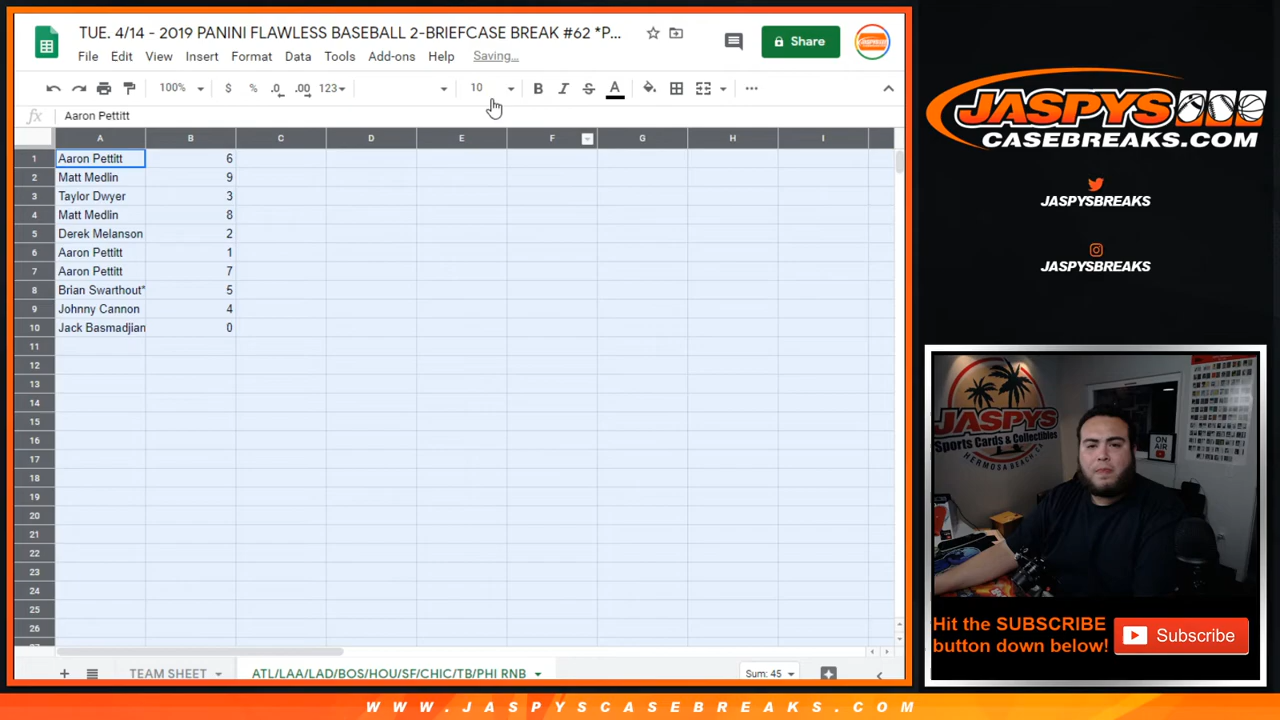 TUE. 4/14 - 2019 PANINI FLAWLESS BASEBALL 2-BRIEFCASE BREAK #62 *P...
Share
File Edit View Insert Format Data Tools Add-ons Help Saving...
100% $ % .0 .00 123 10 B I S A
fx Aaron Pettitt
A B C D E F G H I
1 Aaron Pettitt 6
2 Matt Medlin 9
3 Taylor Dwyer 3
4 Matt Medlin 8
5 Derek Melanson 2
6 Aaron Pettitt 1
7 Aaron Pettitt 7
8 Brian Swarthout* 5
9 Johnny Cannon 4
10 Jack Basmadjian 0
11
12
13
14
15
16
17
18
19
20
21
22
23
24
25
26
TEAM SHEET ATL/LAA/LAD/BOS/HOU/SF/CHIC/TB/PHI RNB Sum: 45
JASPYS
CASEBREAKS.COM
JASPYSBREAKS
JASPYSBREAKS
JASPYS
Sports Cards & Collectibles
HERMOSA BEACH, CA
ON
AIR
Hit the SUBSCRIBE
button down below!
Subscribe
WWW.JASPYSCASEBREAKS.COM